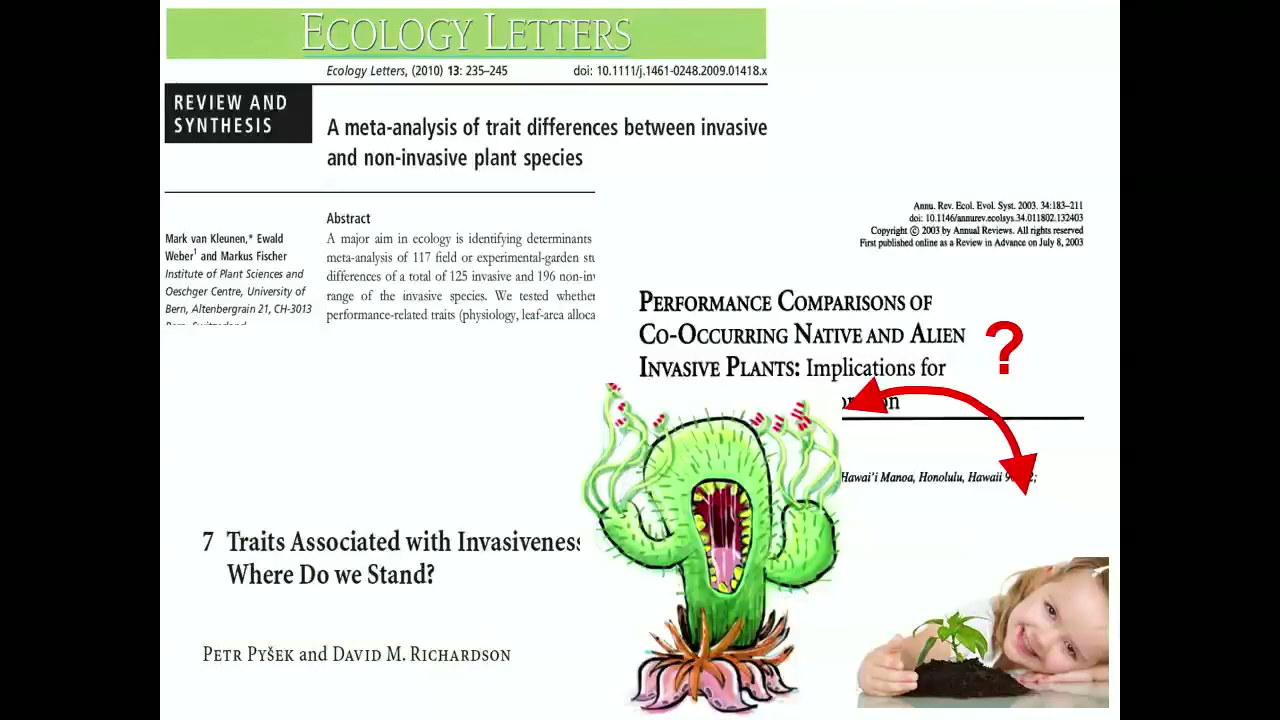 ECOLOGY LETTERS
Ecology Letters, (2010) 13: 235–245
doi: 10.1111/j.1461-0248.2009.01418.x
REVIEW AND
SYNTHESIS
A meta-analysis of trait differences between invasive
and non-invasive plant species
Mark van Kleunen,* Ewald
Weber¹ and Markus Fischer
Institute of Plant Sciences and
Oeschger Centre, University of
Bern, Altenbergrain 21, CH-3013
Abstract
A major aim in ecology is identifying determinants
meta-analysis of 117 field or experimental-garden
differences of a total of 125 invasive and 196
range of the invasive species. We tested
performance-related traits (physiology, leaf-area
Annu. Rev. Ecol. Evol. Syst. 2003. 34:183–211
doi: 10.1146/annurev.ecolsys.34.011802.132403
Copyright © 2003 by Annual Reviews. All rights reserved
First published online as a Review in Advance on July 8, 2003
PERFORMANCE COMPARISONS OF
CO-OCCURRING NATIVE AND ALIEN
INVASIVE PLANTS: Implications for
?
Hawai'i Manoa, Honolulu, Hawaii
7 Traits Associated with Invasiveness
Where Do we Stand?
PETR PYŠEK and DAVID M. RICHARDSON